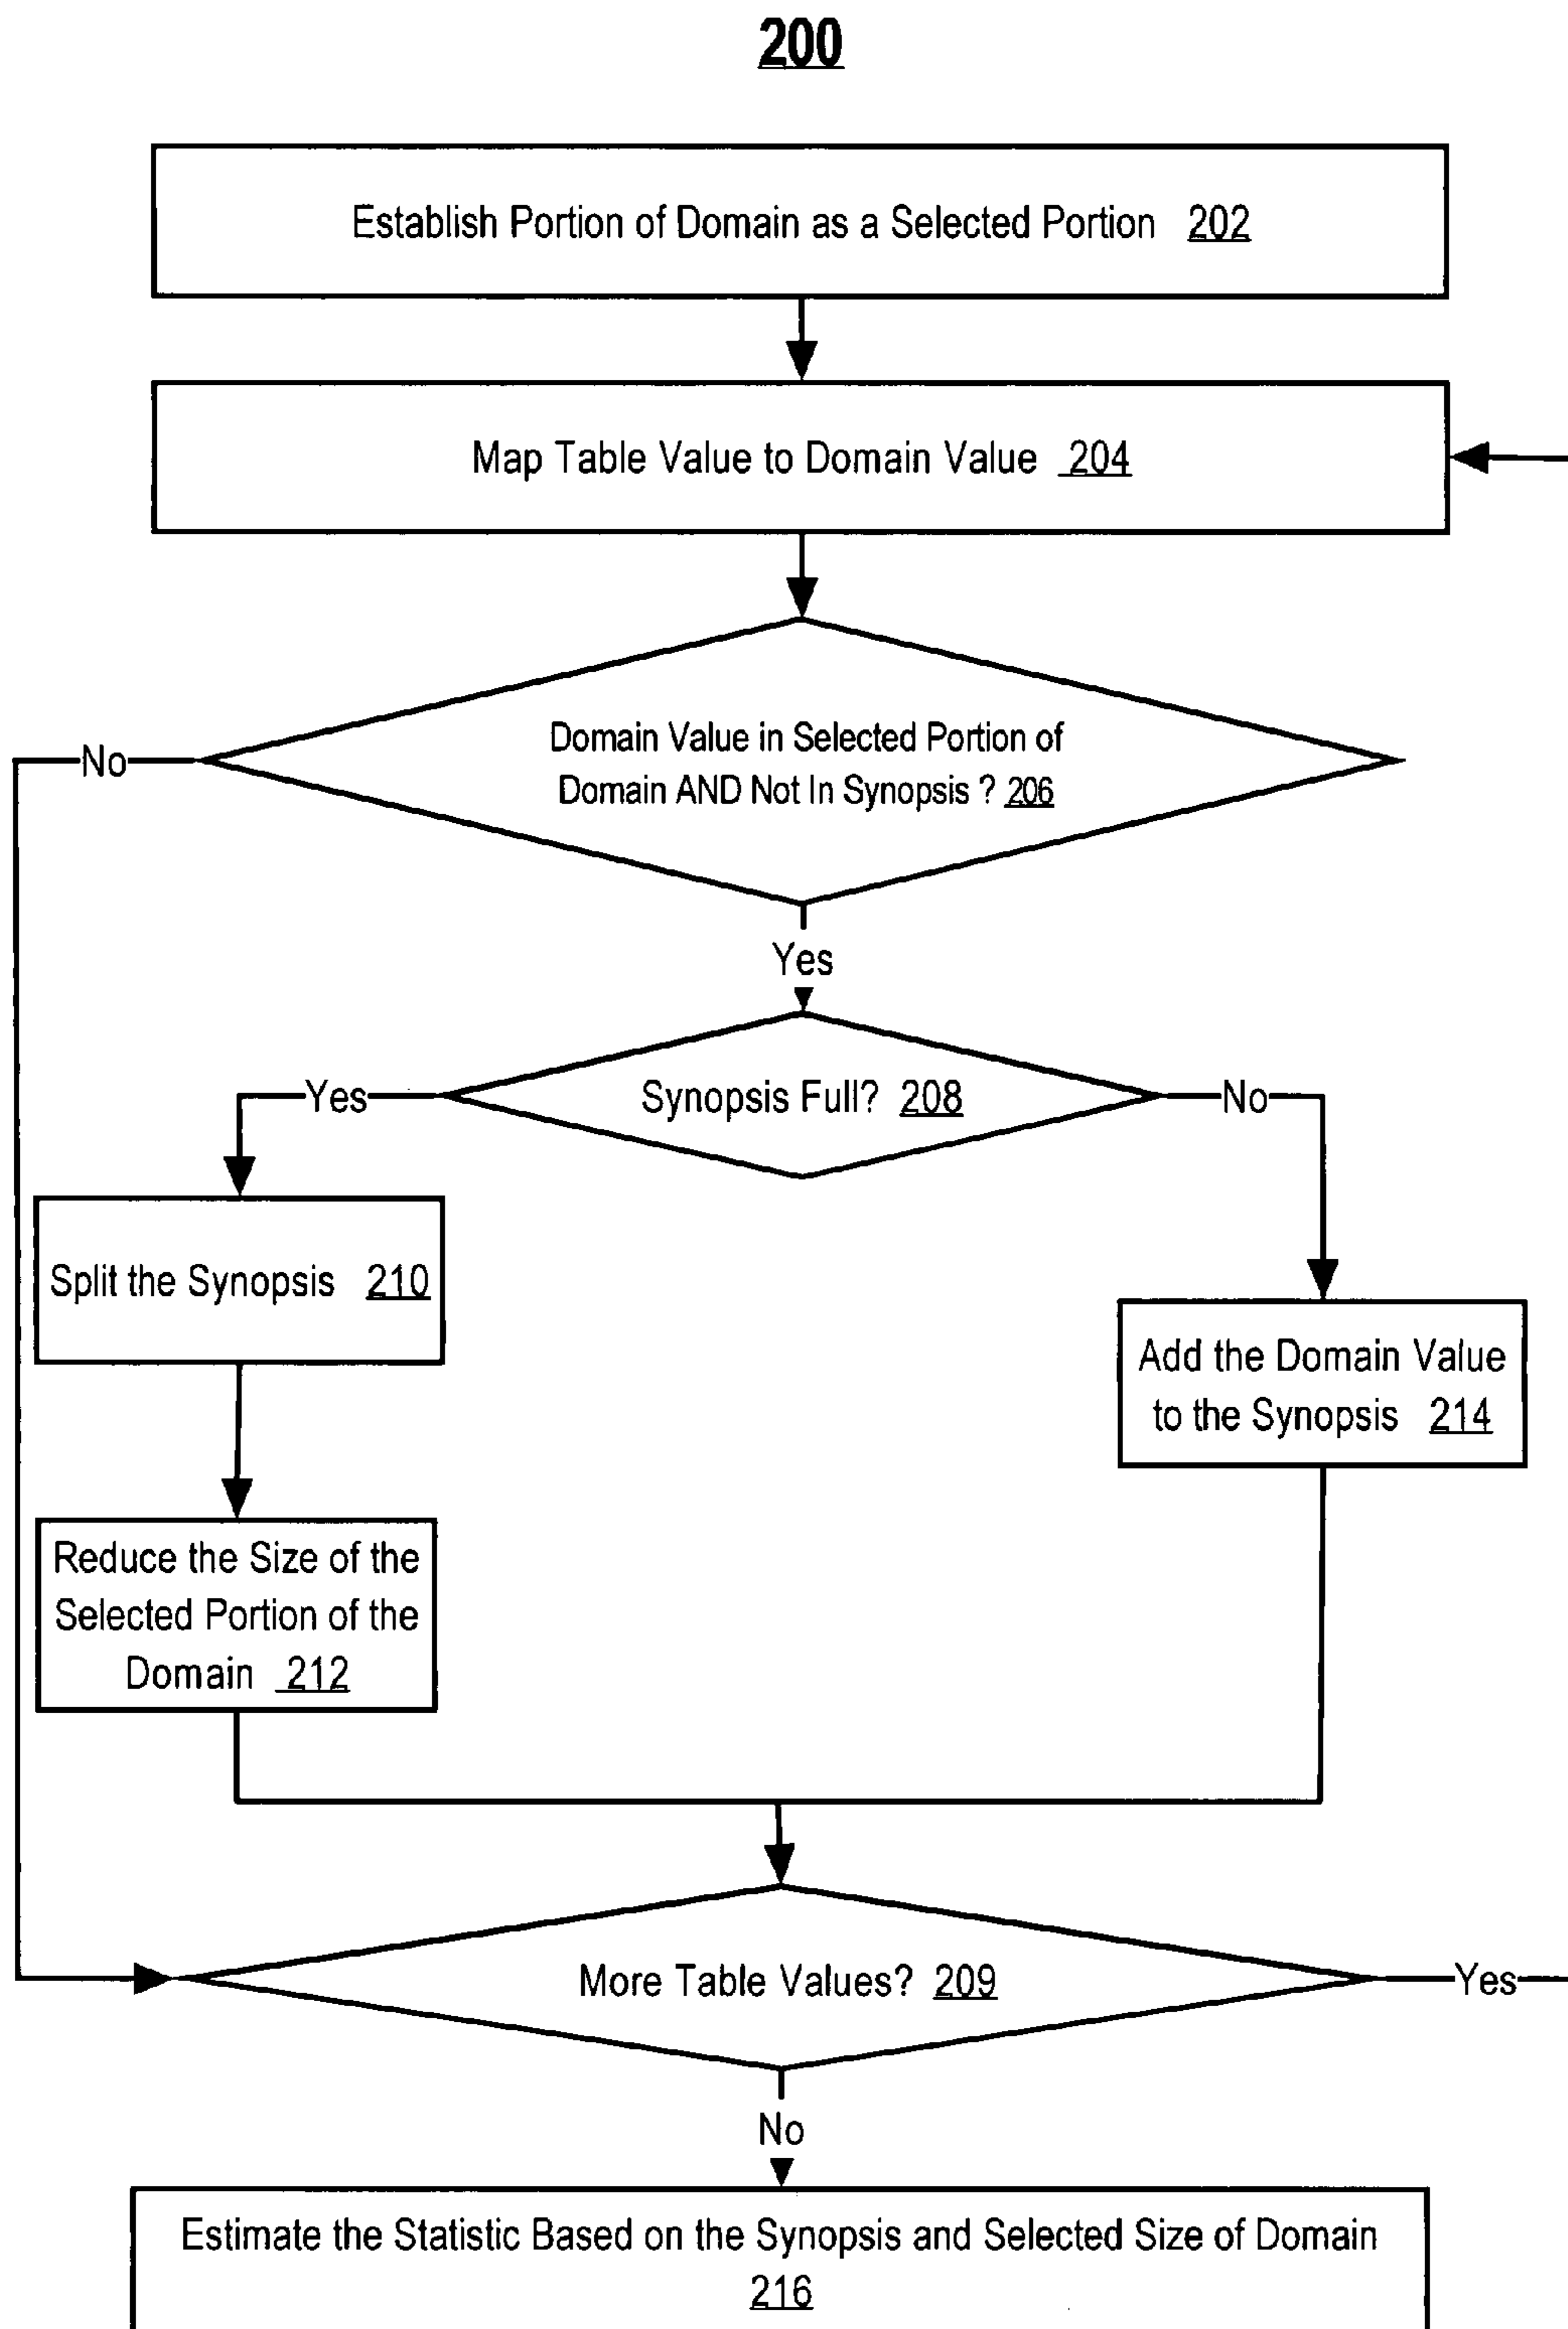 200
Establish Portion of Domain as a Selected Portion 202
Map Table Value to Domain Value 204
Domain Value in Selected Portion of
Domain AND Not In Synopsis ? 206
No
Yes
Synopsis Full? 208
Yes
No
Split the Synopsis 210
Add the Domain Value
to the Synopsis 214
Reduce the Size of the
Selected Portion of the
Domain 212
More Table Values? 209
Yes
No
Estimate the Statistic Based on the Synopsis and Selected Size of Domain
216